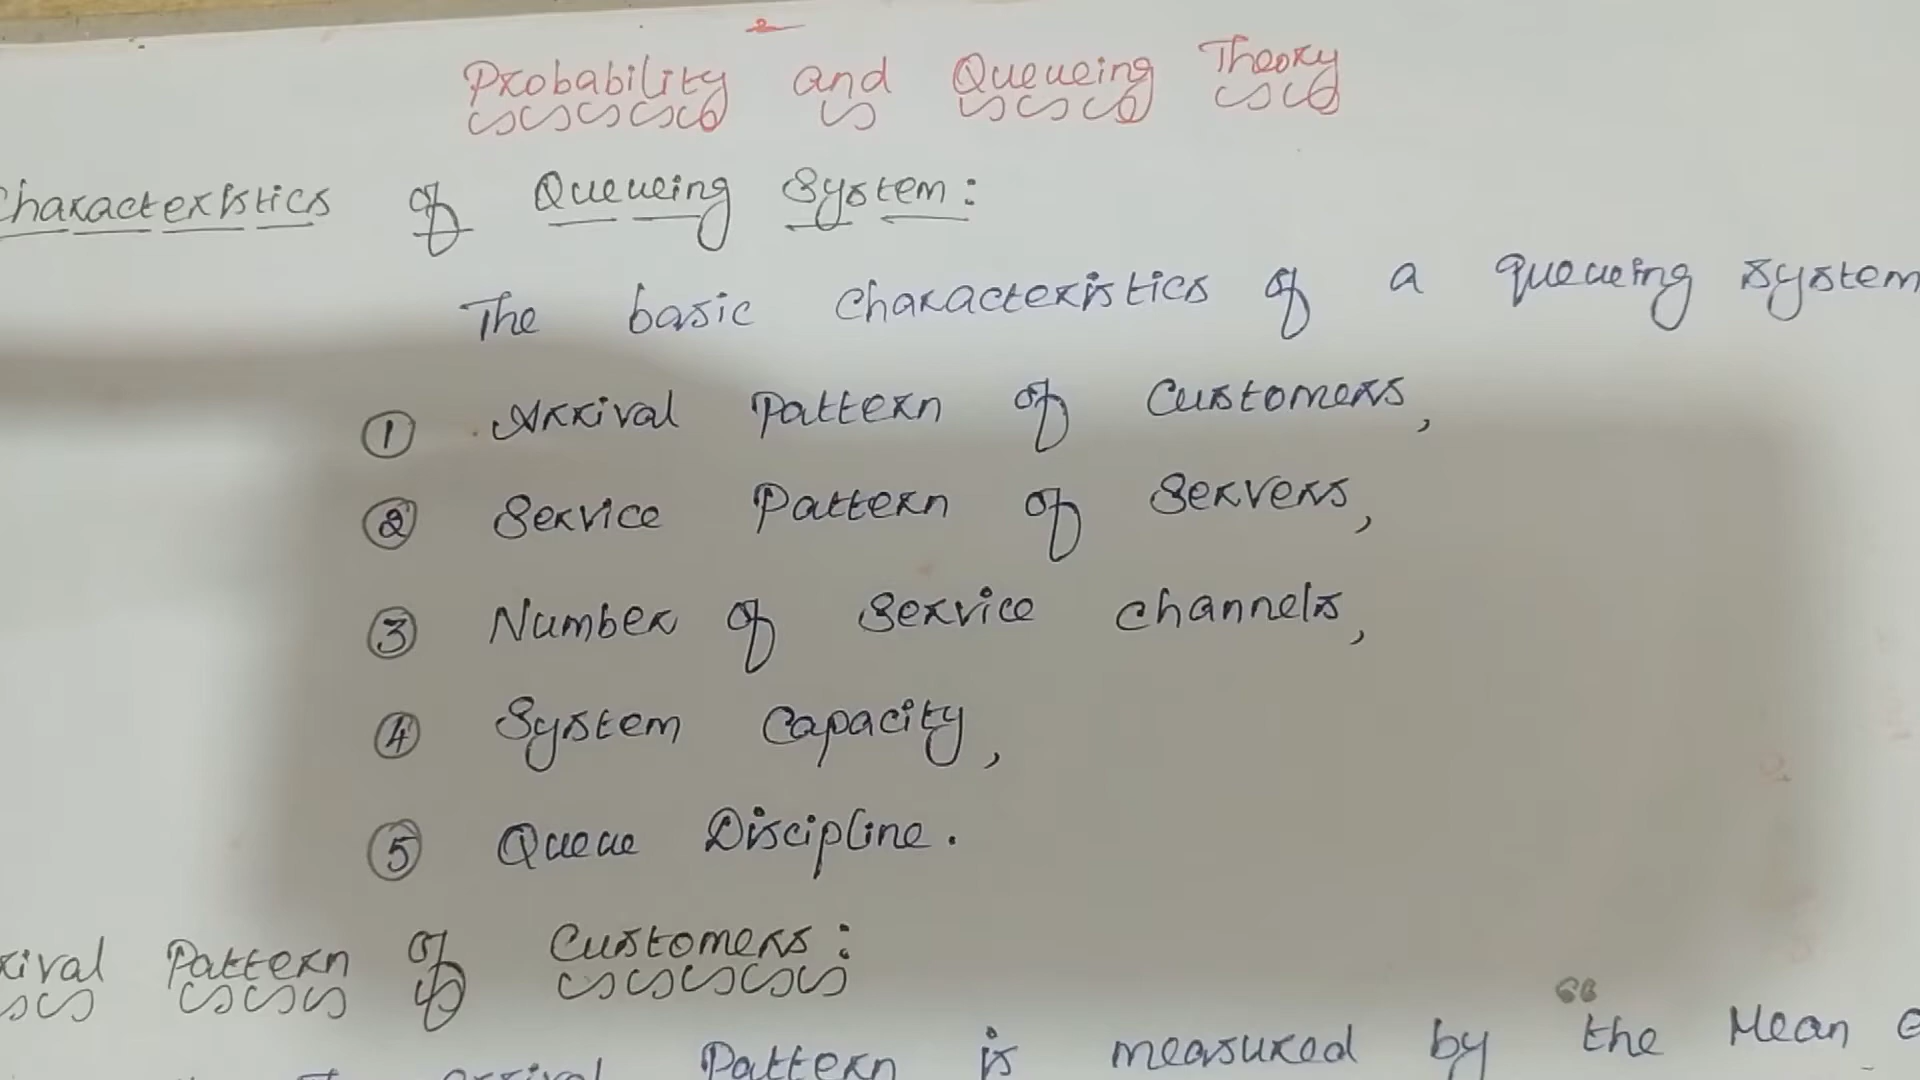 Probability and Queueing Theory
Characteristics of Queueing System:
The basic characteristics of a queueing system
① Arrival Pattern of Customers,
② Service Pattern of Servers,
③ Number of Service channels,
④ System Capacity,
⑤ Queue Discipline.
Pattern of Customers:
arrival Pattern is measured by the Mean